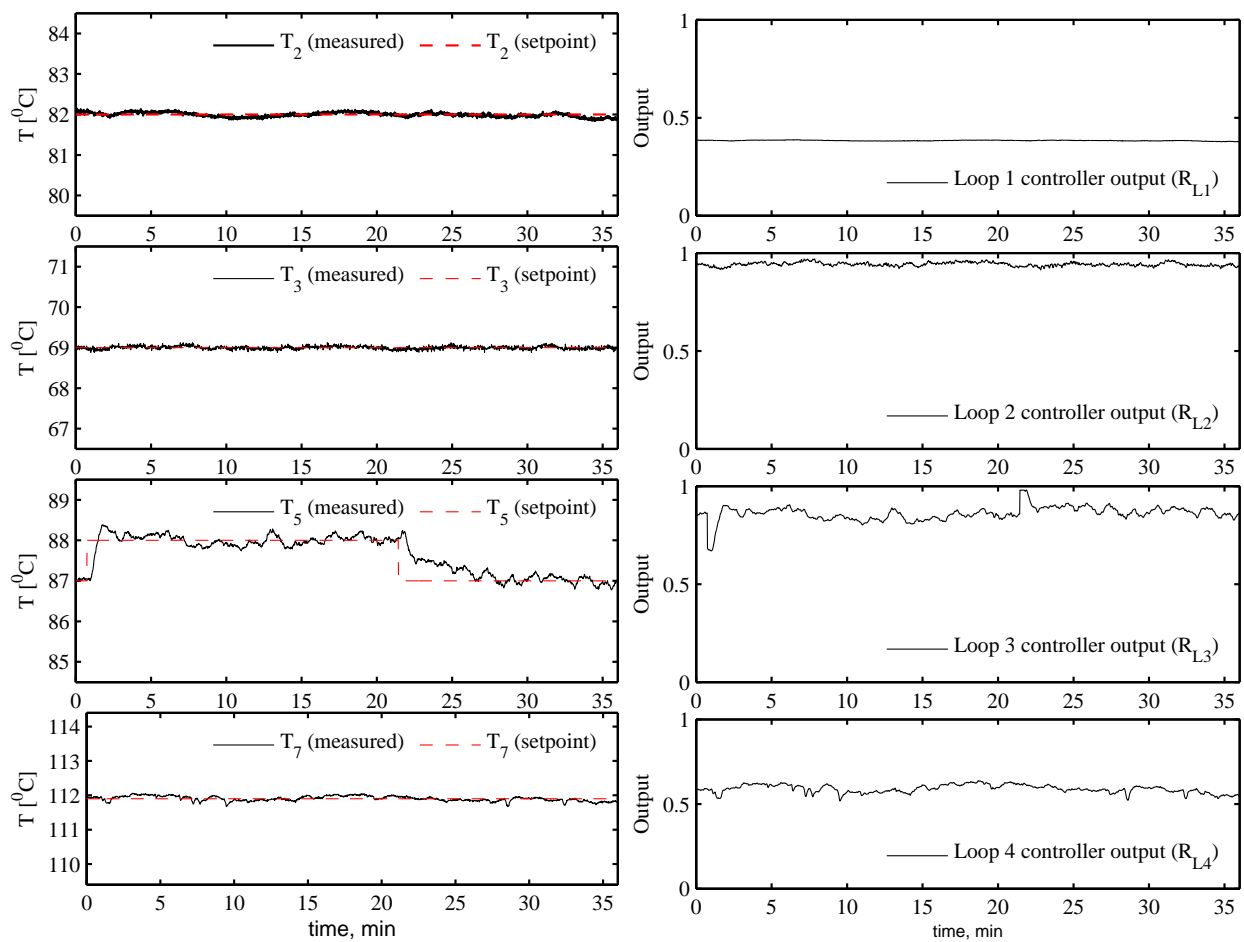 84
83
82
81
80
T [⁰C]
T₂ (measured) T₂ (setpoint)
0 5 10 15 20 25 30 35
1
0.5
0
Output
Loop 1 controller output (R_L1)
0 5 10 15 20 25 30 35
71
70
69
68
67
T [⁰C]
T₃ (measured) T₃ (setpoint)
0 5 10 15 20 25 30 35
1
0.5
0
Output
Loop 2 controller output (R_L2)
0 5 10 15 20 25 30 35
89
88
87
86
85
T [⁰C]
T₅ (measured) T₅ (setpoint)
0 5 10 15 20 25 30 35
1
0.5
0
Output
Loop 3 controller output (R_L3)
0 5 10 15 20 25 30 35
114
113
112
111
110
T [⁰C]
T₇ (measured) T₇ (setpoint)
0 5 10 15 20 25 30 35
time, min
1
0.5
0
Output
Loop 4 controller output (R_L4)
0 5 10 15 20 25 30 35
time, min